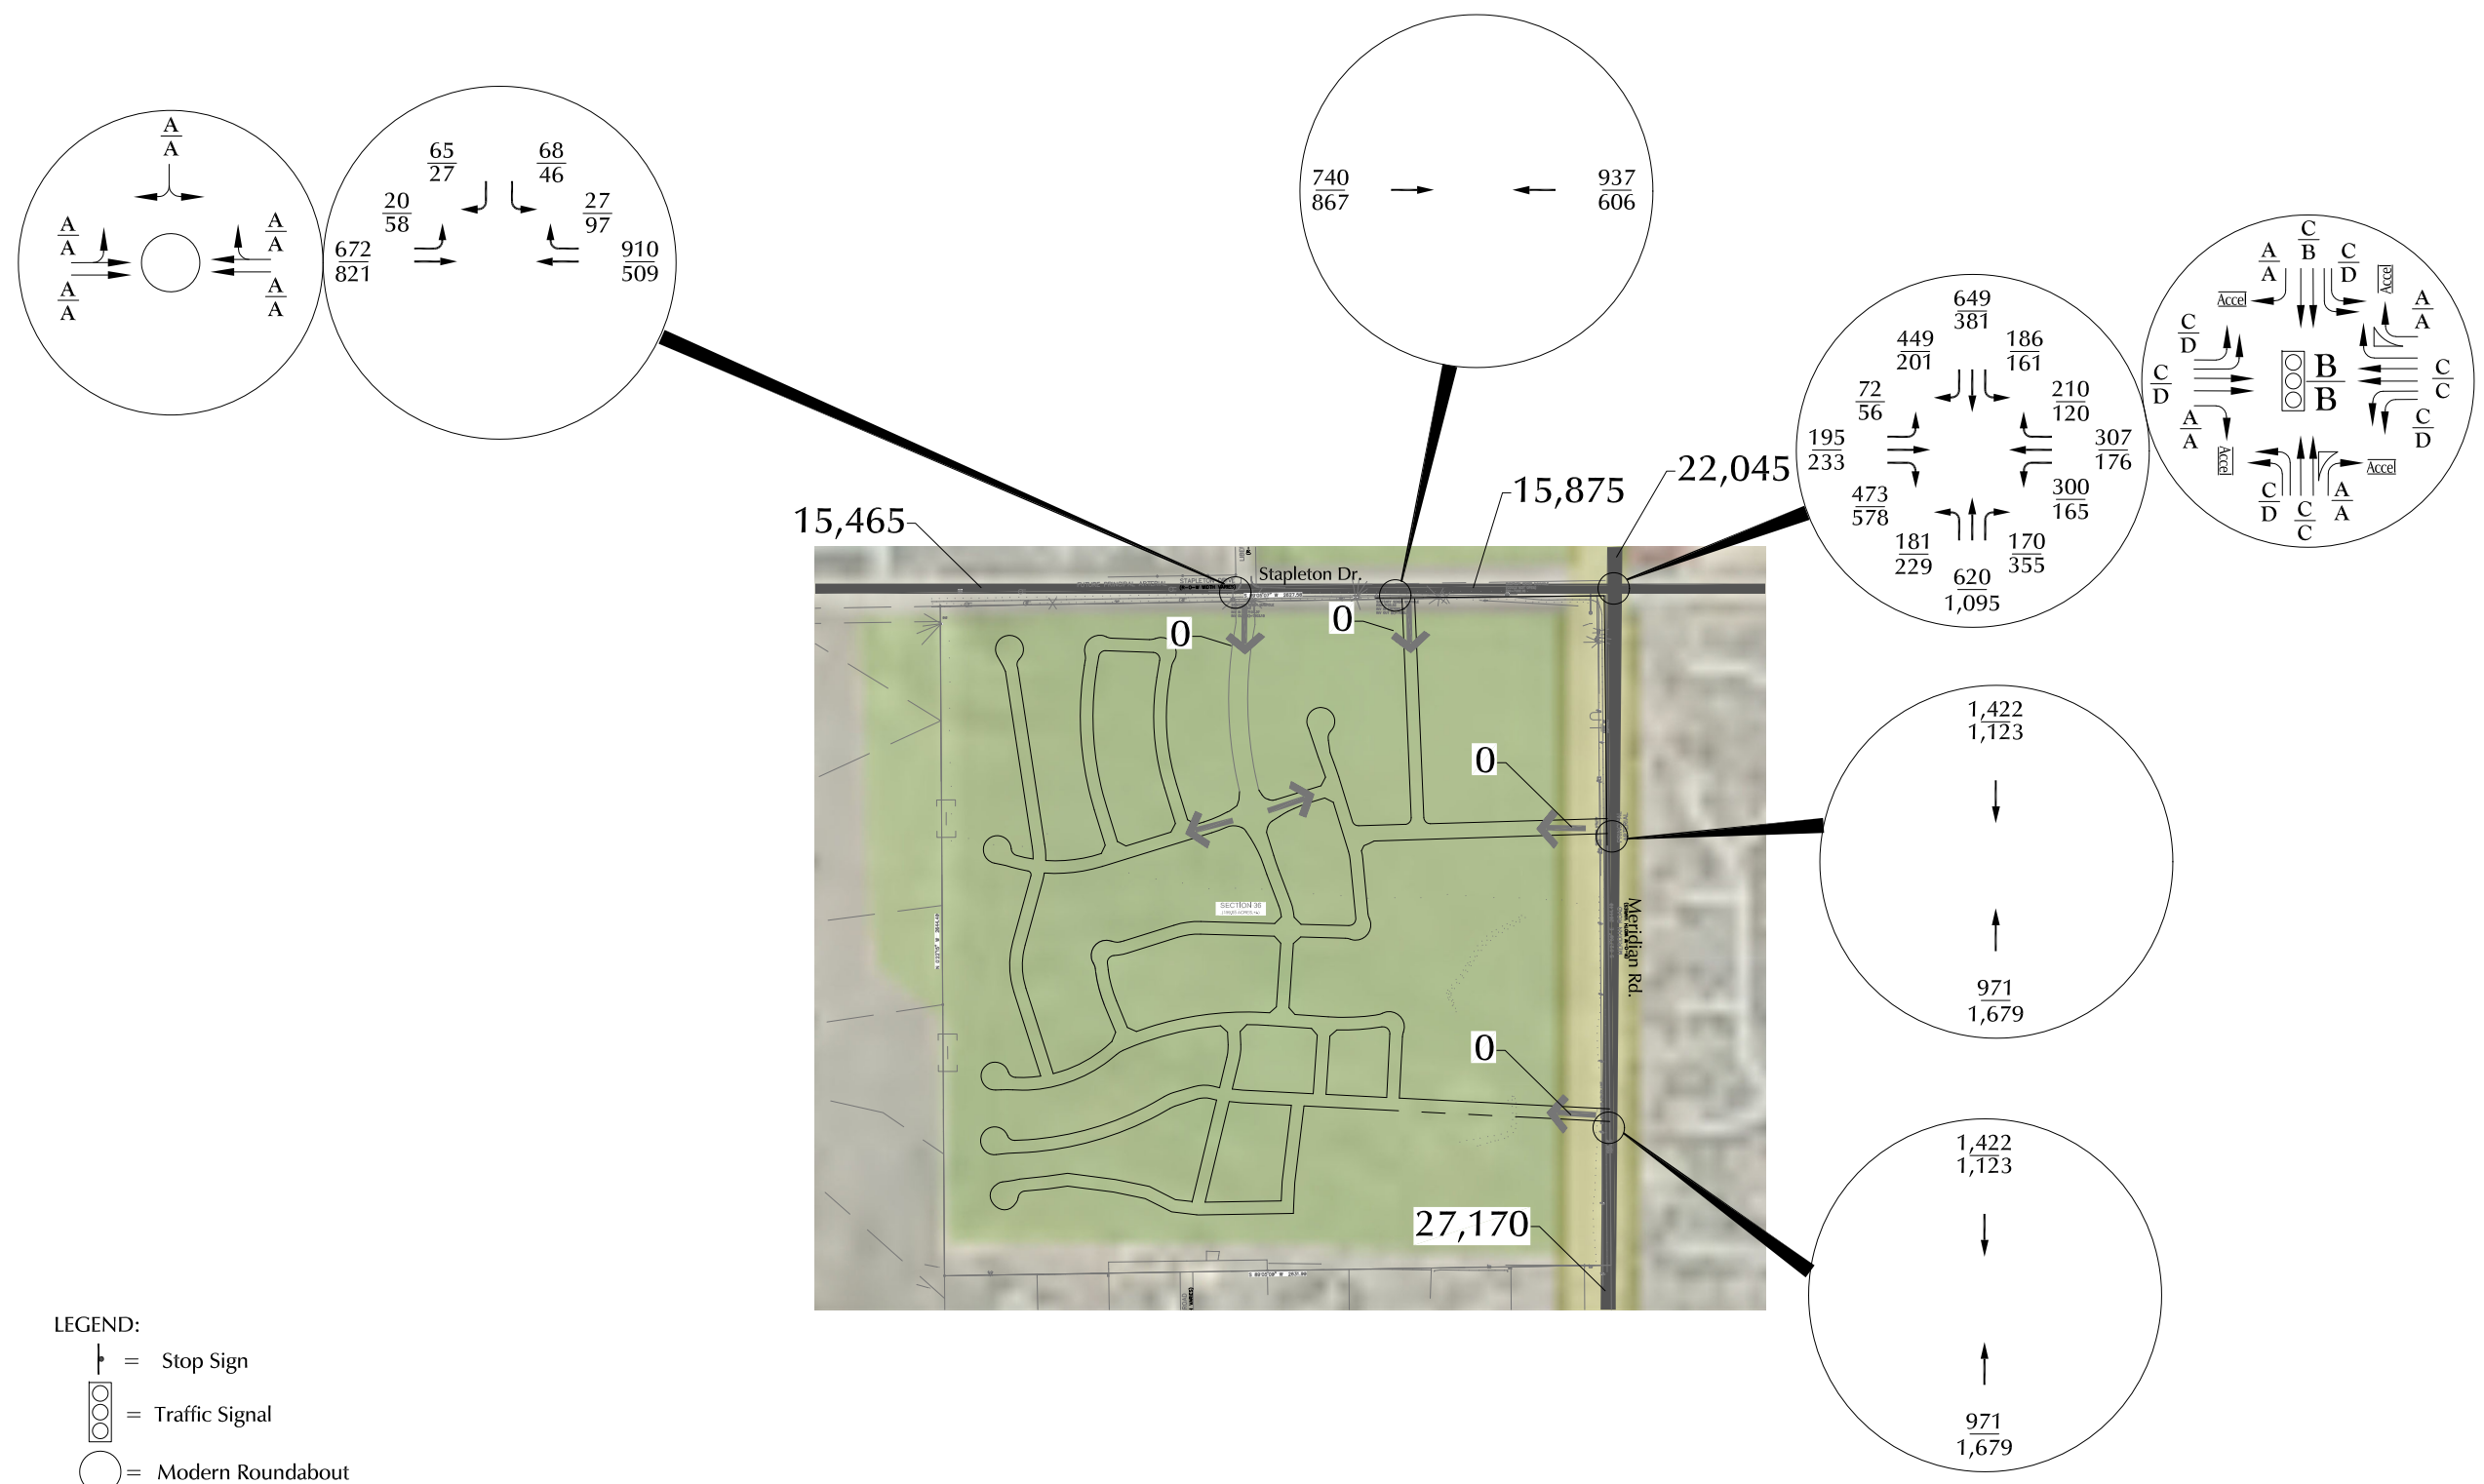 A
A
A
A
A
A
A
A
A
A
65
27
68
46
20
58
27
97
672
821
910
509
740
867
937
606
649
381
449
201
186
161
72
56
210
120
195
233
307
176
473
578
300
165
181
229
170
355
620
1,095
C
B
A
A
C
D
Accel
Accel
A
A
C
D
C
D
B
B
C
C
A
A
C
D
Accel
Accel
C
D
C
C
A
A
15,465
15,875
22,045
Stapleton Dr.
0
0
0
SECTION 36
Meridian Rd.
0
27,170
1,422
1,123
971
1,679
1,422
1,123
971
1,679
LEGEND:
= Stop Sign
= Traffic Signal
= Modern Roundabout